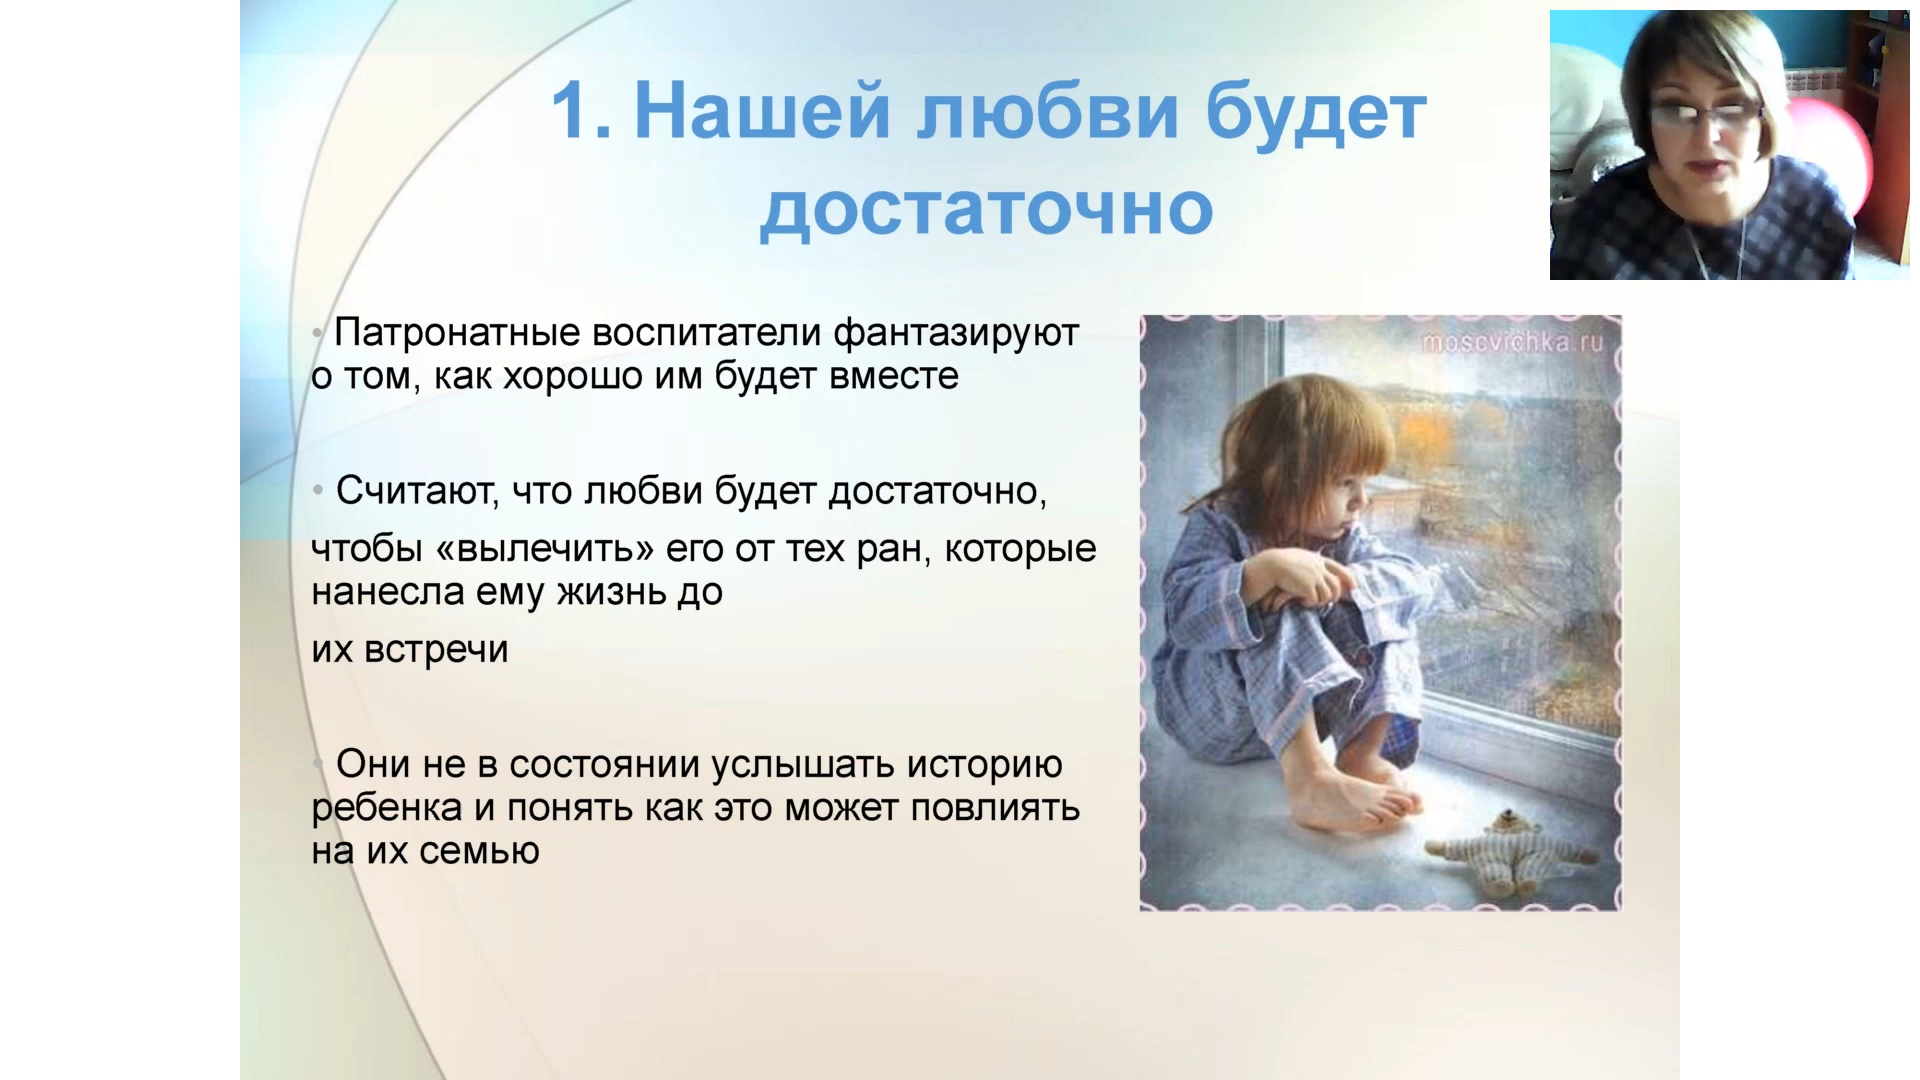 1. Нашей любви будет
достаточно
• Патронатные воспитатели фантазируют
о том, как хорошо им будет вместе
• Считают, что любви будет достаточно,
чтобы «вылечить» его от тех ран, которые
нанесла ему жизнь до
их встречи
• Они не в состоянии услышать историю
ребенка и понять как это может повлиять
на их семью
moscvichka.ru